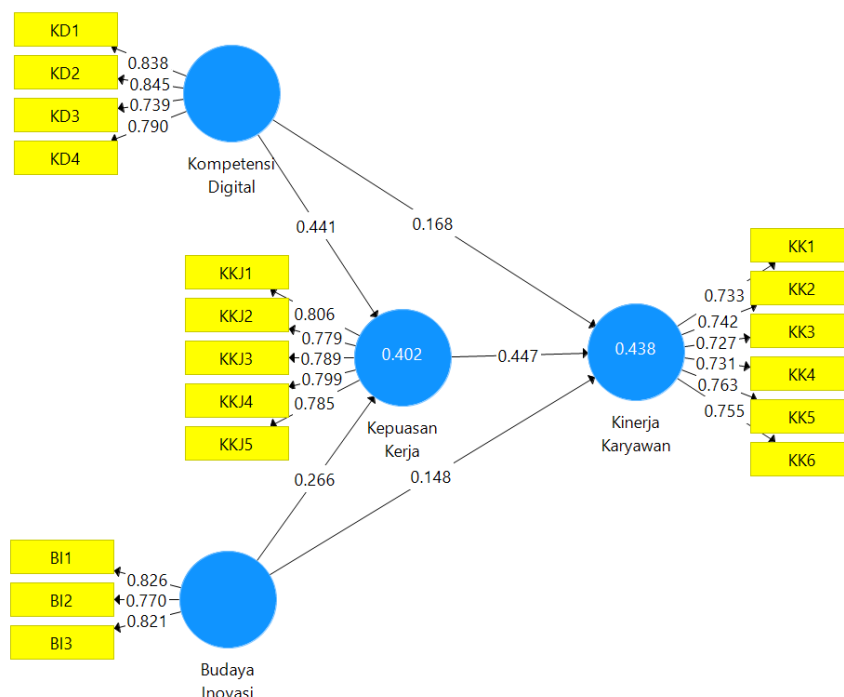 KD1
KD2
KD3
KD4
0.838
0.845
0.739
0.790
Kompetensi
Digital
0.441
0.168
KKJ1
KKJ2
KKJ3
KKJ4
KKJ5
0.806
0.779
0.789
0.799
0.785
0.402
Kepuasan
Kerja
0.447
0.438
Kinerja
Karyawan
KK1
KK2
KK3
KK4
KK5
KK6
0.733
0.742
0.727
0.731
0.763
0.755
0.266
0.148
BI1
BI2
BI3
0.826
0.770
0.821
Budaya
Inovasi